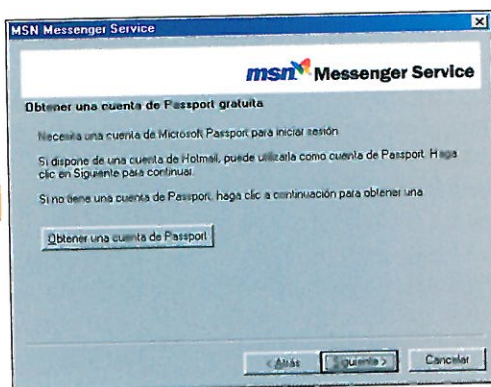 MSN Messenger Service
msn Messenger Service
Obtener una cuenta de Passport gratuita
Necesita una cuenta de Microsoft Passport para iniciar sesión
Si dispone de una cuenta de Hotmail, puede utilizarla como cuenta de Passport. Haga
clic en Siguiente para continuar.
Si no tiene una cuenta de Passport, haga clic a continuación para obtener una
Obtener una cuenta de Passport
< Atrás
Siguiente >
Cancelar